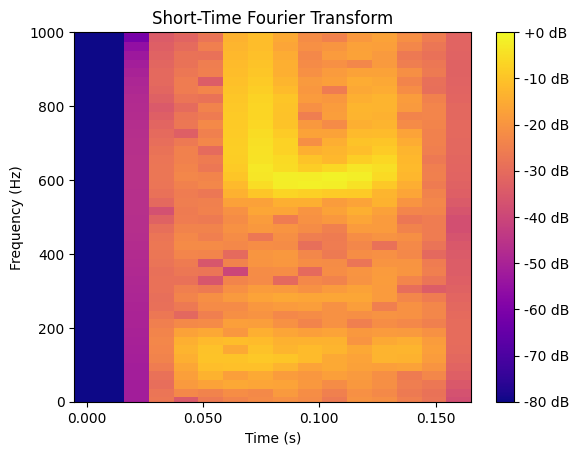 Short-Time Fourier Transform
Frequency (Hz)
1000
800
600
400
200
0
0.000 0.050 0.100 0.150
Time (s)
+0 dB
-10 dB
-20 dB
-30 dB
-40 dB
-50 dB
-60 dB
-70 dB
-80 dB